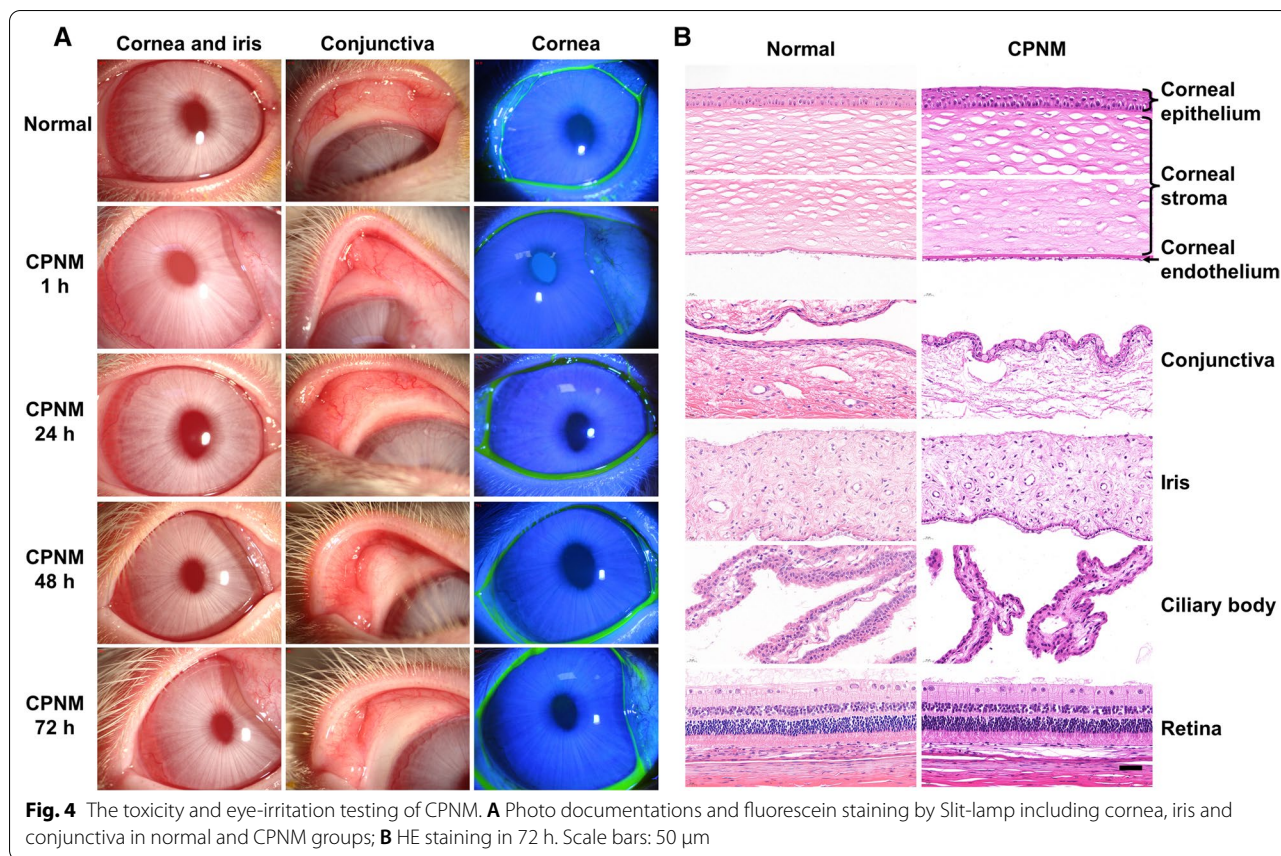 A
Cornea and iris Conjunctiva Cornea
Normal
CPNM
1 h
CPNM
24 h
CPNM
48 h
CPNM
72 h
B
Normal CPNM
Corneal
epithelium
Corneal
stroma
Corneal
endothelium
Conjunctiva
Iris
Ciliary body
Retina
Fig. 4 The toxicity and eye-irritation testing of CPNM. A Photo documentations and fluorescein staining by Slit-lamp including cornea, iris and
conjunctiva in normal and CPNM groups; B HE staining in 72 h. Scale bars: 50 μm